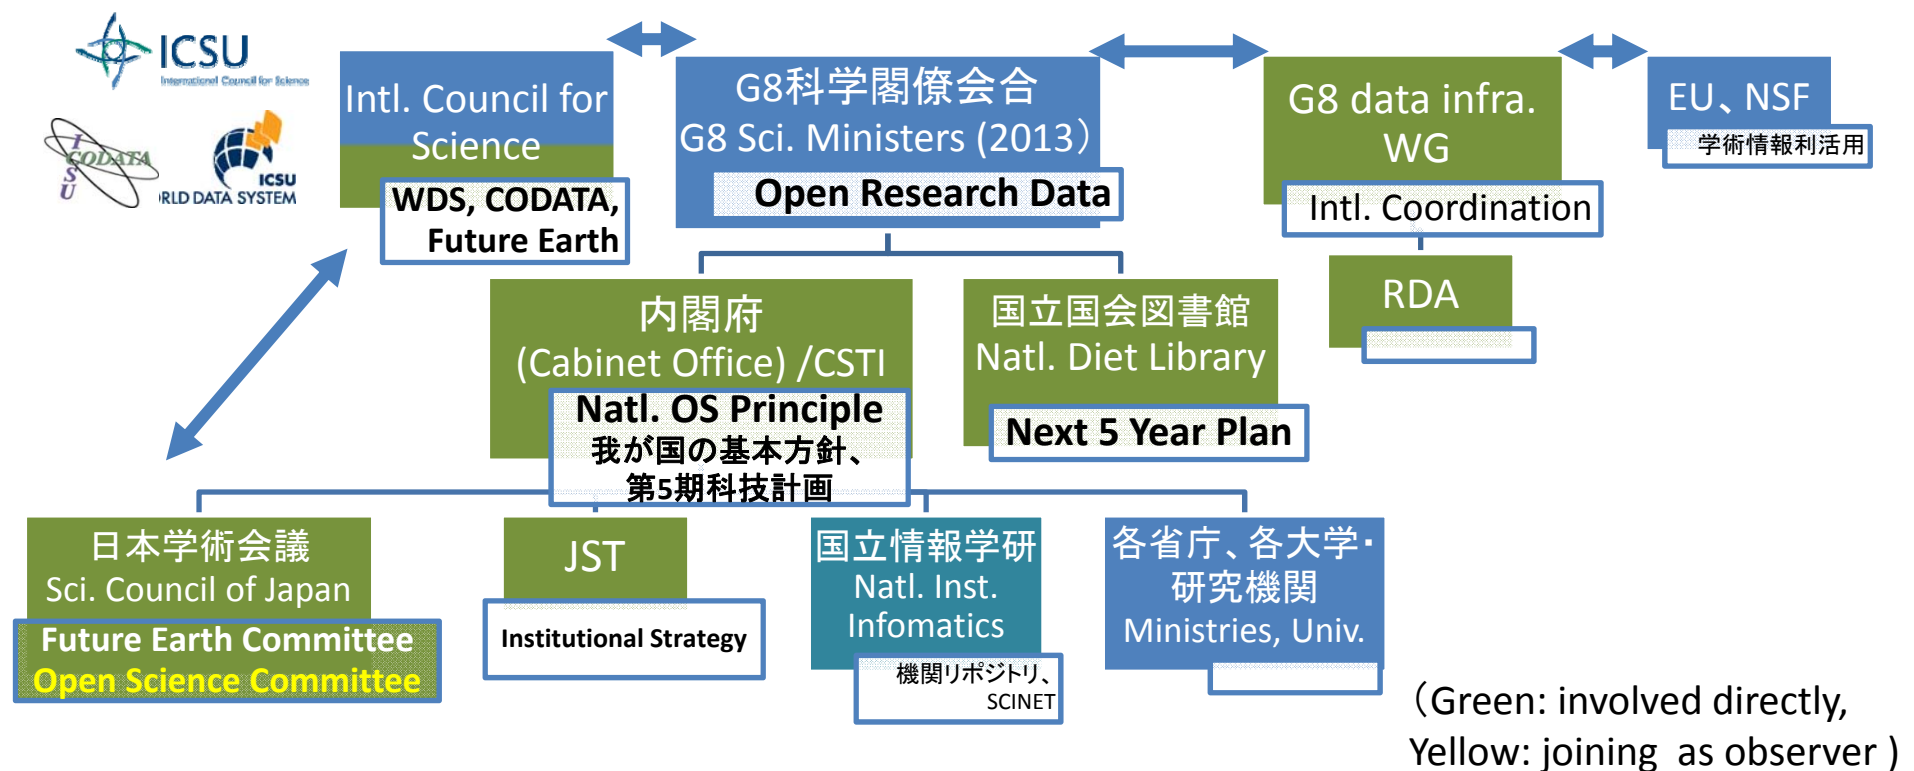 ICSU
International Council for Science
I
CODATA
S
U
ICSU
RLD DATA SYSTEM
Intl. Council for
Science
WDS, CODATA,
Future Earth
G8科学閣僚会合
G8 Sci. Ministers (2013)
Open Research Data
G8 data infra.
WG
Intl. Coordination
EU、NSF
学術情報利活用
RDA
内閣府
(Cabinet Office) /CSTI
Natl. OS Principle
我が国の基本方針、
第5期科技計画
国立国会図書館
Natl. Diet Library
Next 5 Year Plan
日本学術会議
Sci. Council of Japan
Future Earth Committee
Open Science Committee
JST
Institutional Strategy
国立情報学研
Natl. Inst.
Infomatics
機関リポジトリ、
SCINET
各省庁、各大学・
研究機関
Ministries, Univ.
（Green: involved directly,
Yellow: joining as observer )